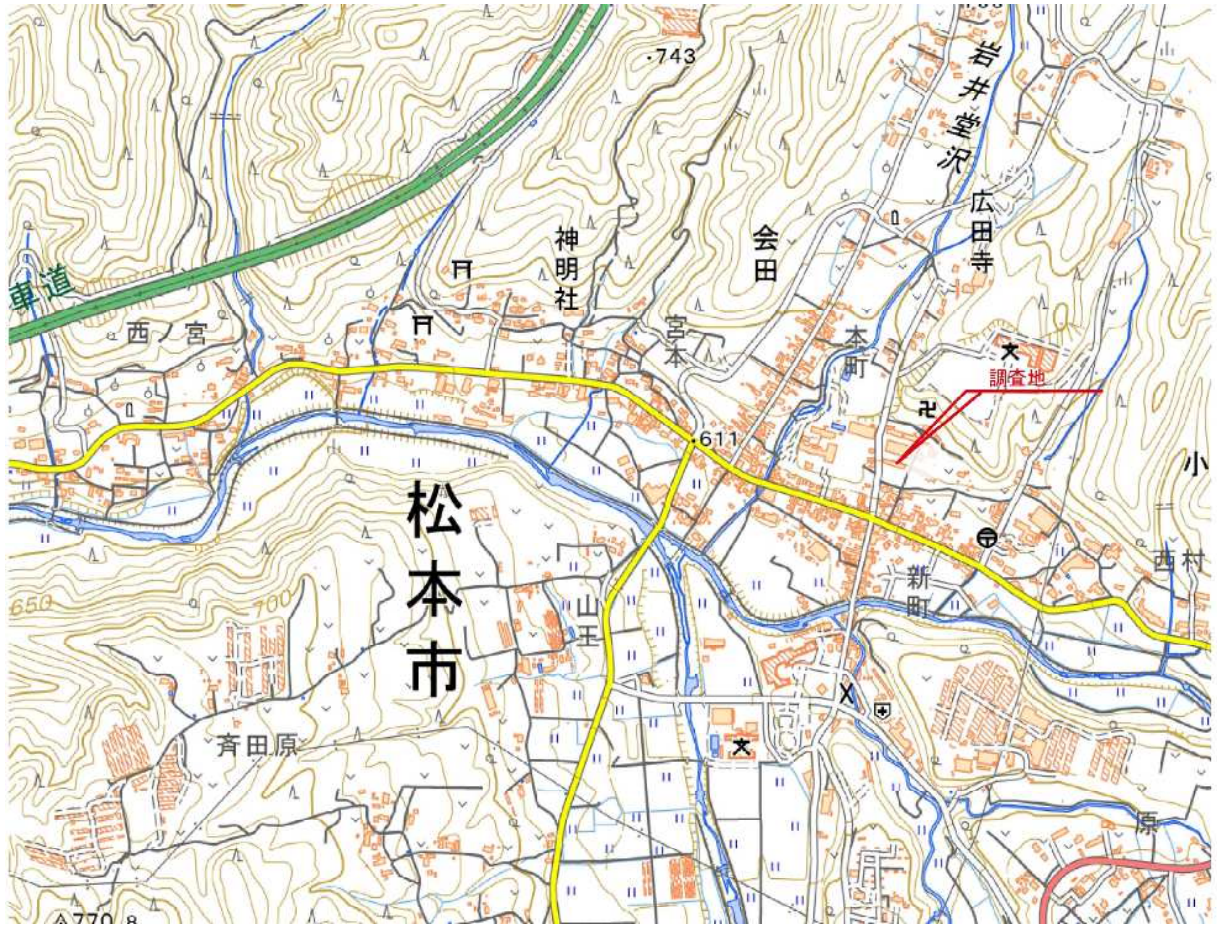 743
岩井堂沢
広田寺
神明社
会田
車道
西ノ宮
宮本
本町
調査地
611
小
松本市
650
700
山王
新町
西村
斉田原
原
770.8